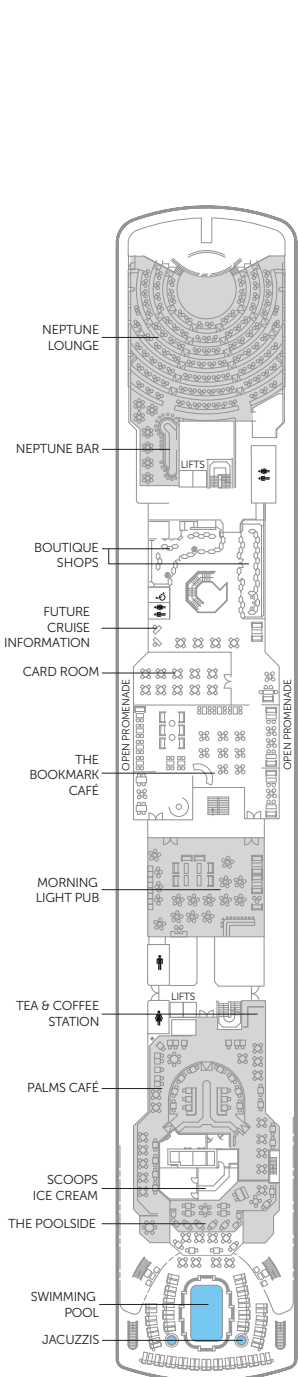 NEPTUNE
LOUNGE
NEPTUNE BAR
LIFTS
BOUTIQUE
SHOPS
FUTURE
CRUISE
INFORMATION
CARD ROOM
OPEN PROMENADE
OPEN PROMENADE
THE
BOOKMARK
CAFÉ
MORNING
LIGHT PUB
LIFTS
TEA & COFFEE
STATION
PALMS CAFÉ
SCOOPS
ICE CREAM
THE POOLSIDE
SWIMMING
POOL
JACUZZIS